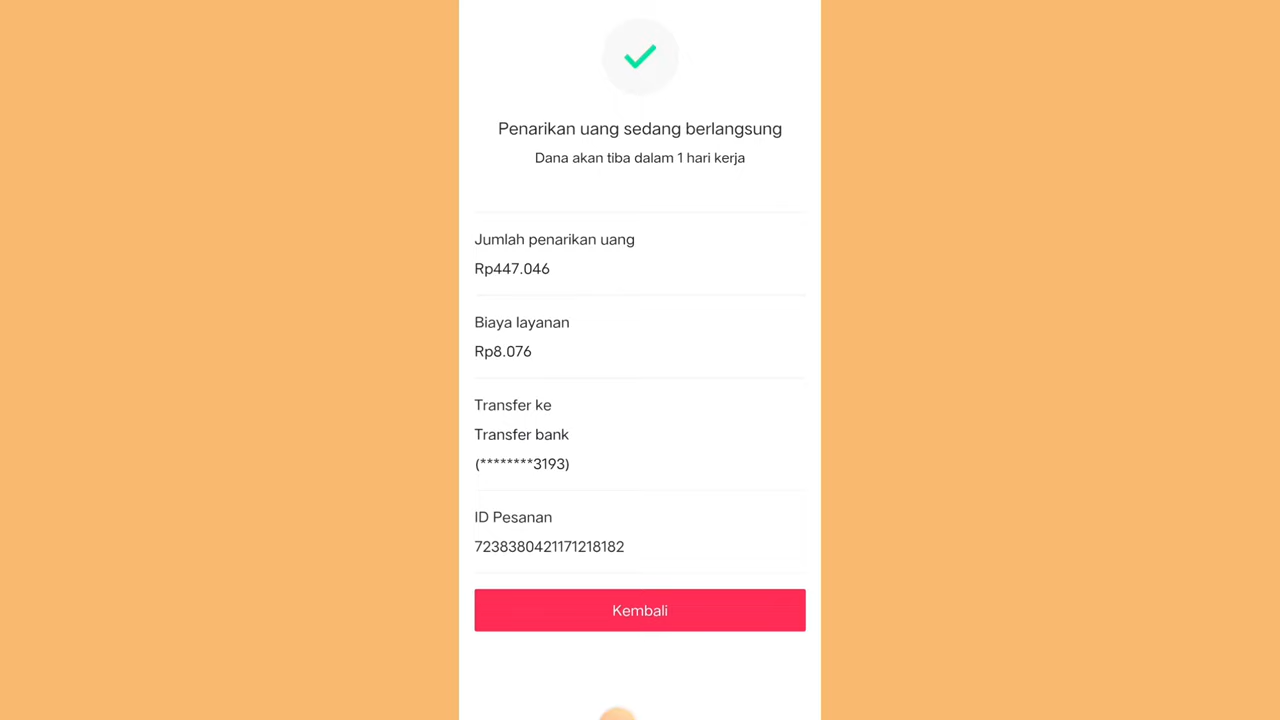 Penarikan uang sedang berlangsung
Dana akan tiba dalam 1 hari kerja
Jumlah penarikan uang
Rp447.046
Biaya layanan
Rp8.076
Transfer ke
Transfer bank
(********3193)
ID Pesanan
7238380421171218182
Kembali